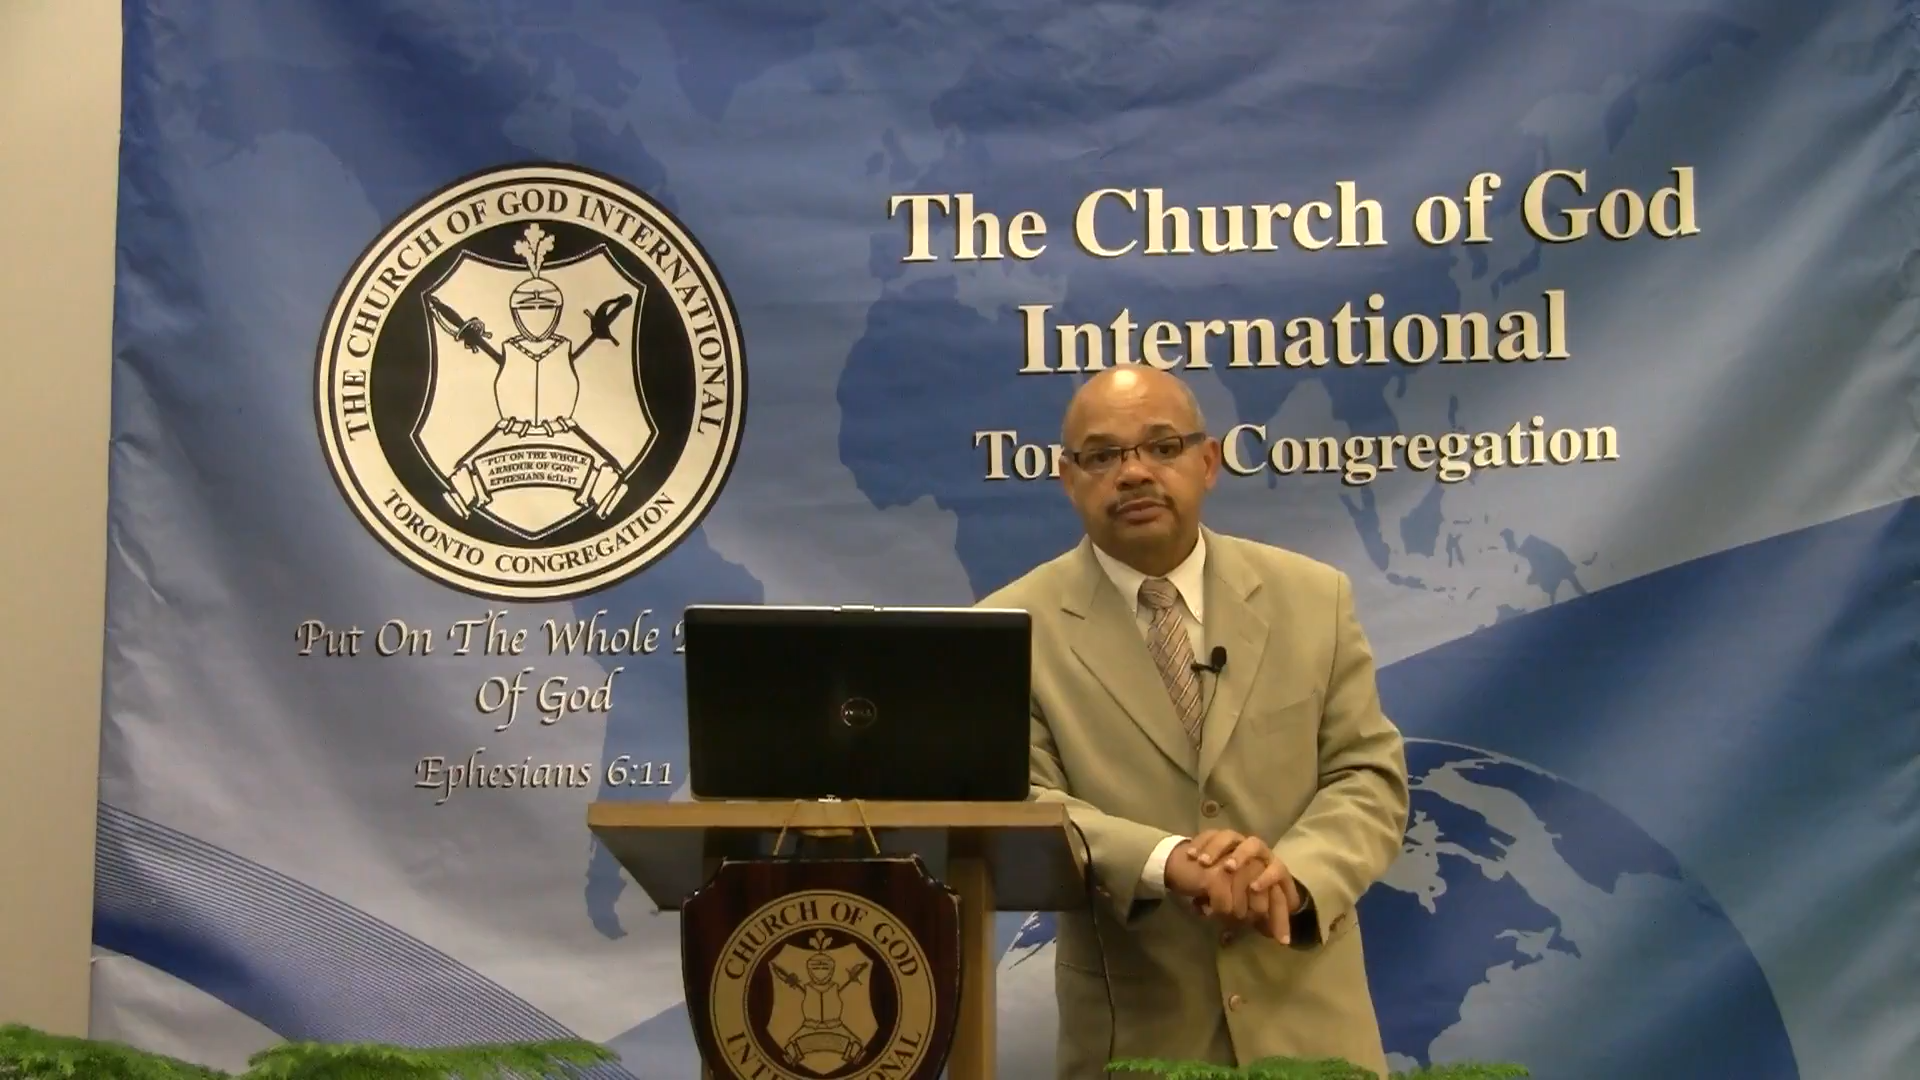 THE CHURCH OF GOD INTERNATIONAL
"PUT ON THE WHOLE
ARMOUR OF GOD"
EPHESIANS 6:11-17
TORONTO CONGREGATION
Put On The Whole
Of God
Ephesians 6:11
The Church of God
International
Congregation
DELL
CHURCH OF GOD